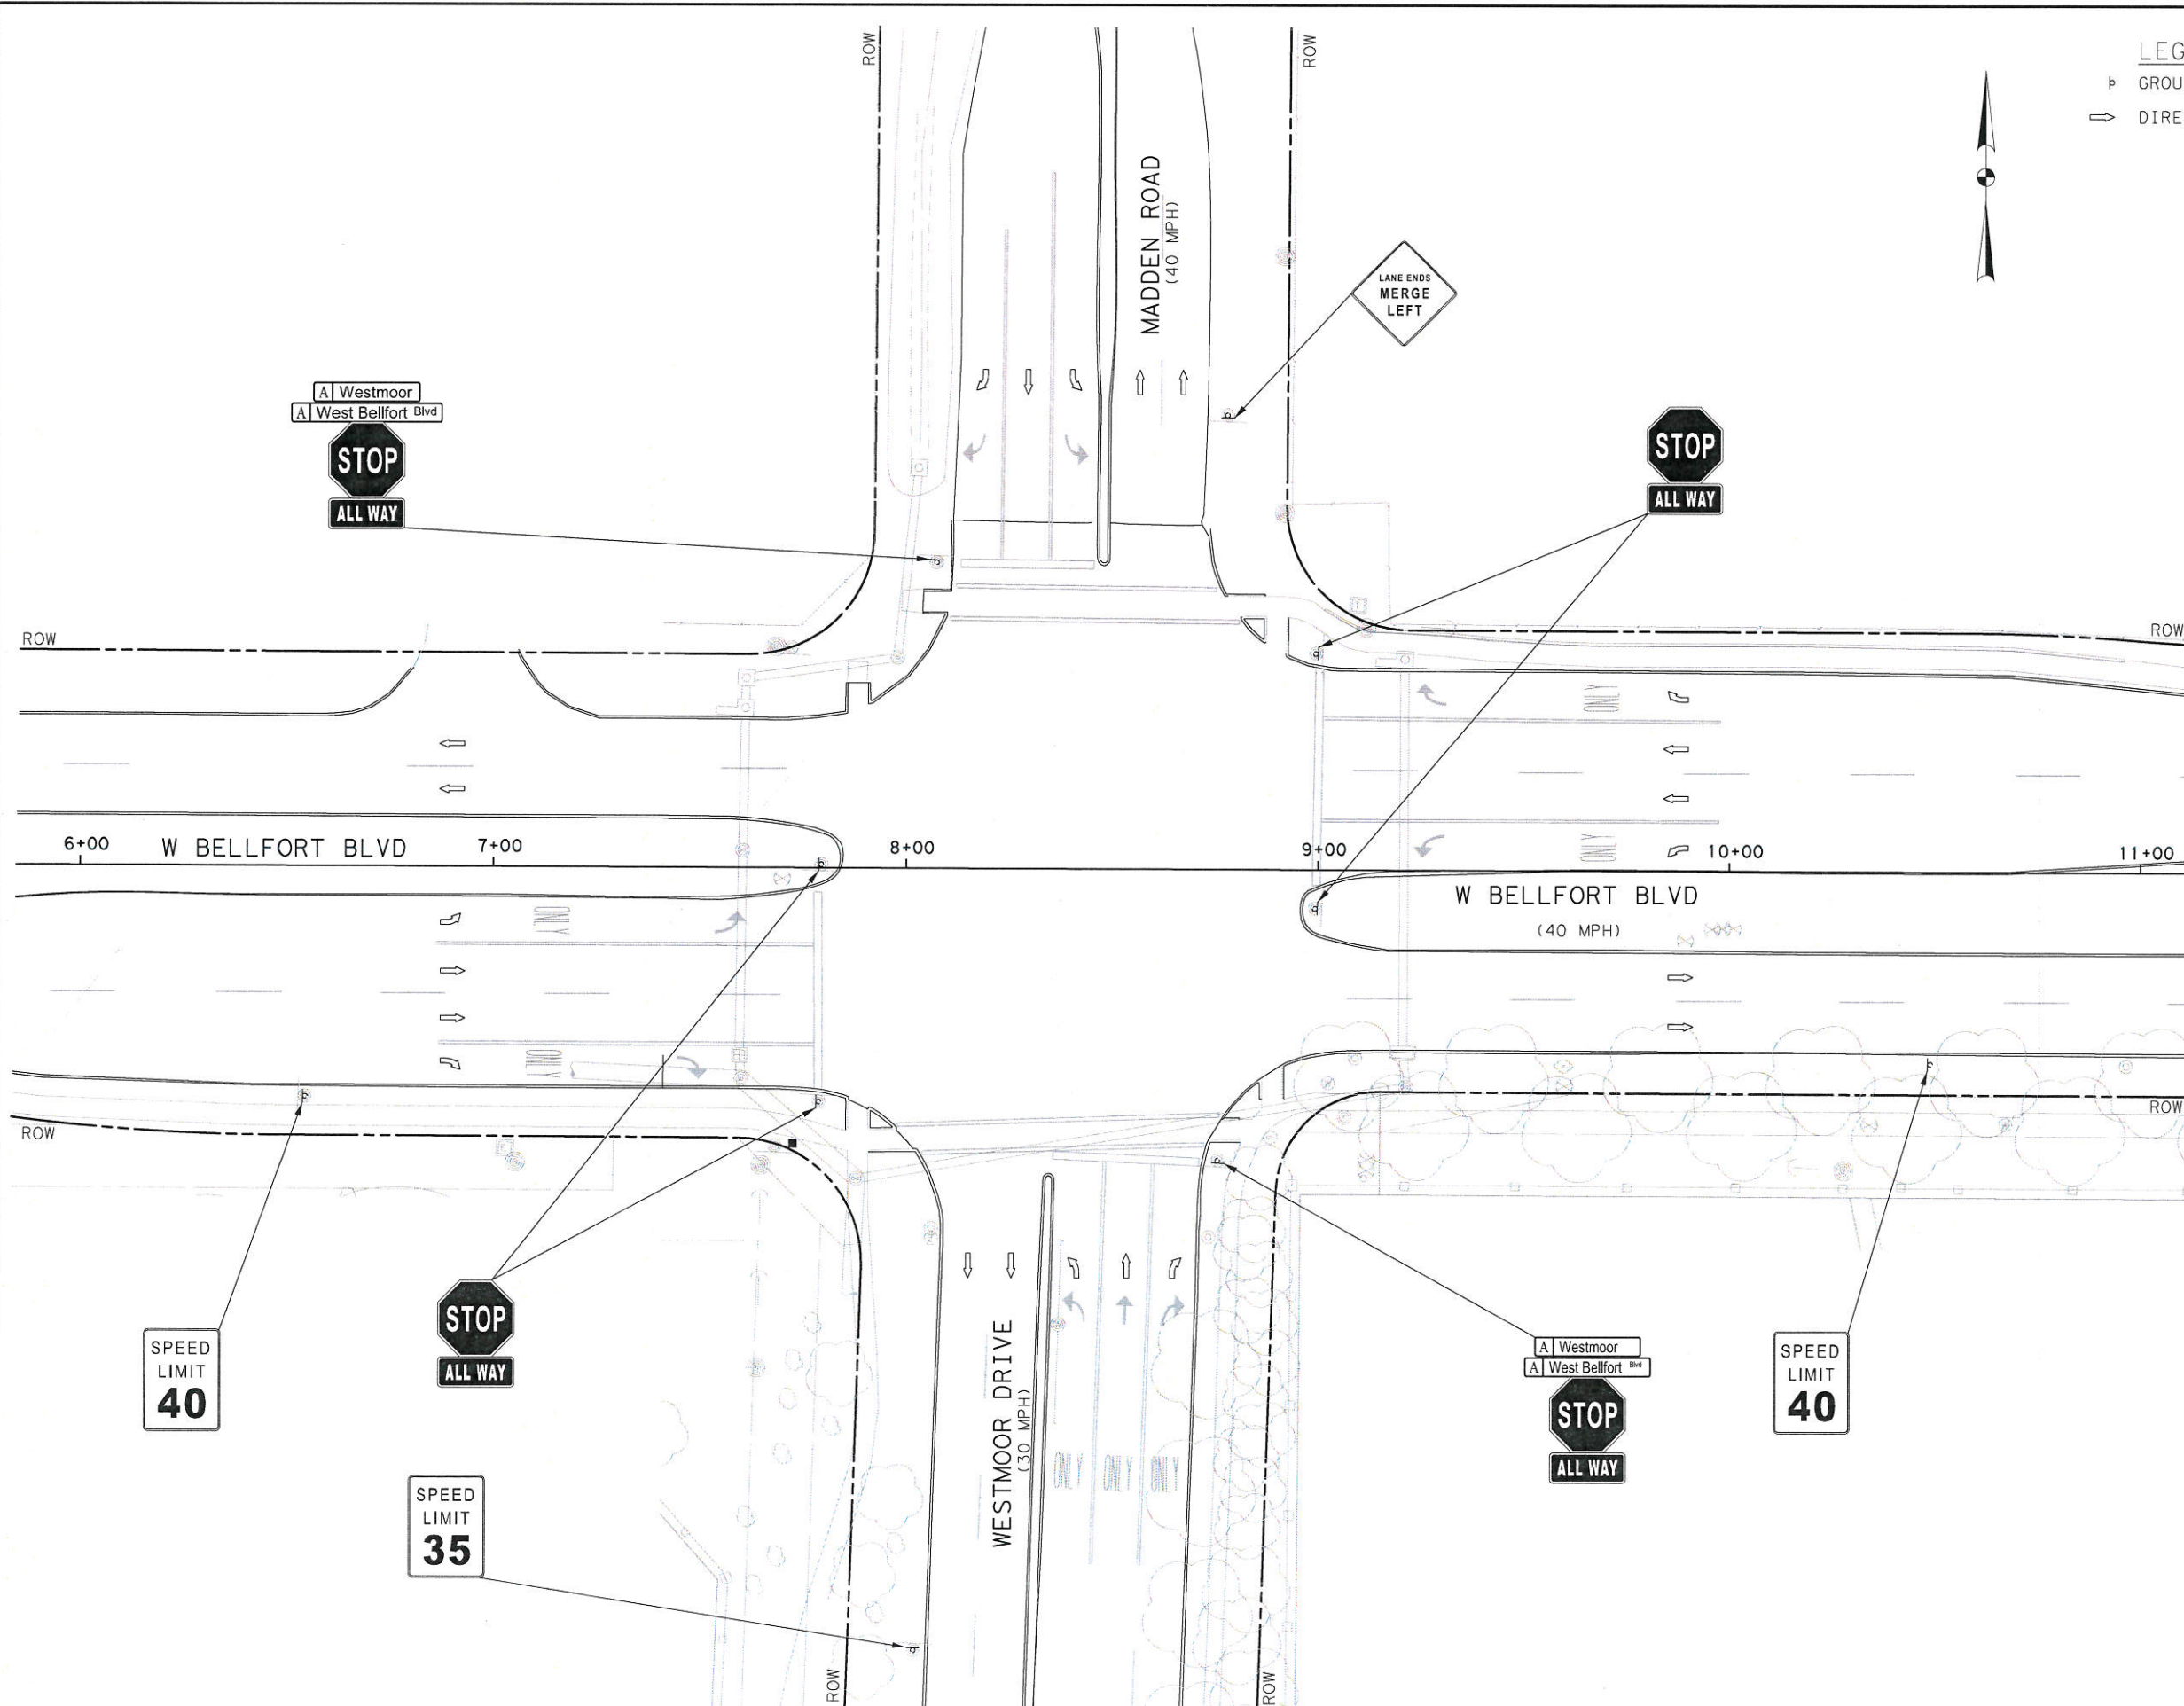 ROW
ROW
LEG
GROU
DIRE
MADDEN ROAD
(40 MPH)
LANE ENDS
MERGE
LEFT
A Westmoor
A West Bellfort Blvd
STOP
ALL WAY
STOP
ALL WAY
ROW
ROW
ONLY
6+00
W BELLFORT BLVD
7+00
8+00
9+00
10+00
11+00
ONLY
W BELLFORT BLVD
(40 MPH)
ONLY
ONLY
ROW
ROW
STOP
ALL WAY
SPEED
LIMIT
40
WESTMOOR DRIVE
(30 MPH)
A Westmoor
A West Bellfort Blvd
STOP
ALL WAY
SPEED
LIMIT
40
ONLY ONLY ONLY
SPEED
LIMIT
35
ROW
ROW